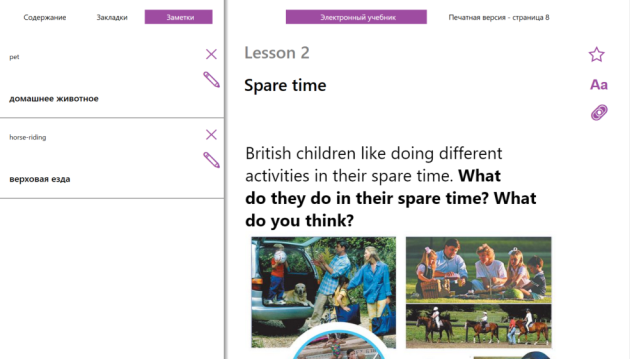 Содержание Закладки Заметки
pet
домашнее животное
horse-riding
верховая езда
Электронный учебник Печатная версия - страница 8
Lesson 2
Spare time
Aa
British children like doing different
activities in their spare time. What
do they do in their spare time? What
do you think?